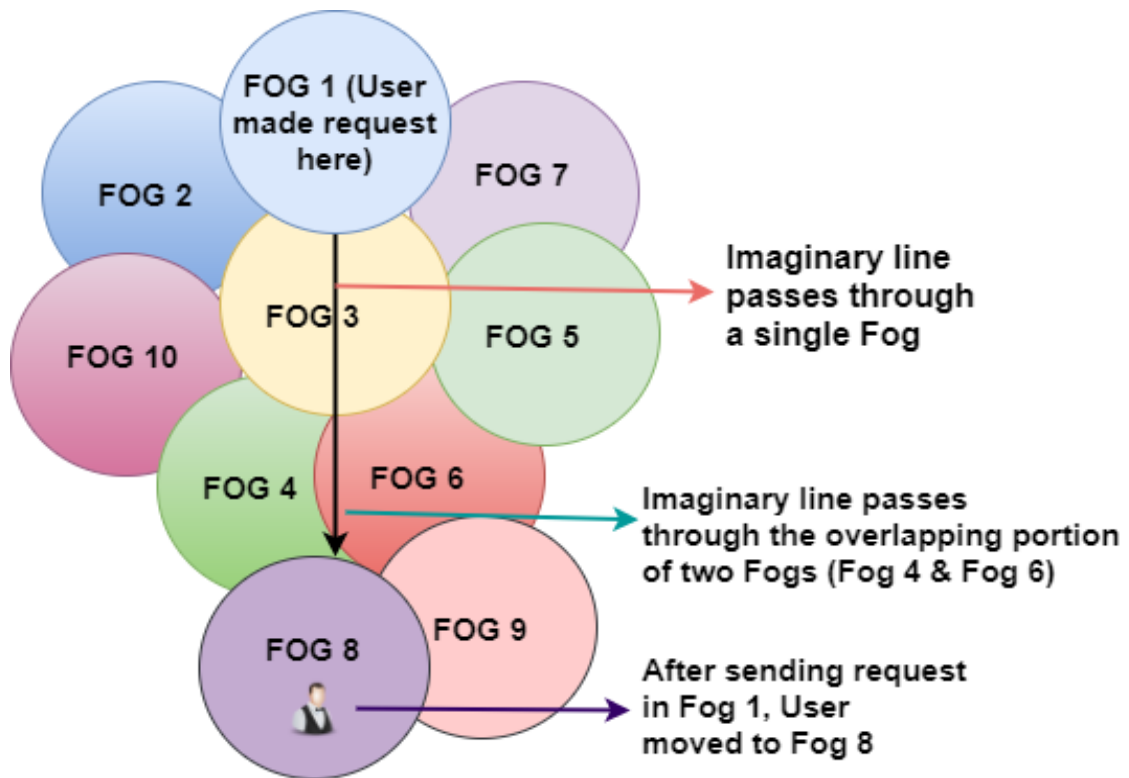 FOG 1 (User
made request
here)
FOG 2
FOG 7
Imaginary line
passes through
a single Fog
FOG 3
FOG 5
FOG 10
FOG 4
FOG 6
Imaginary line passes
through the overlapping portion
of two Fogs (Fog 4 & Fog 6)
FOG 8
FOG 9
After sending request
in Fog 1, User
moved to Fog 8